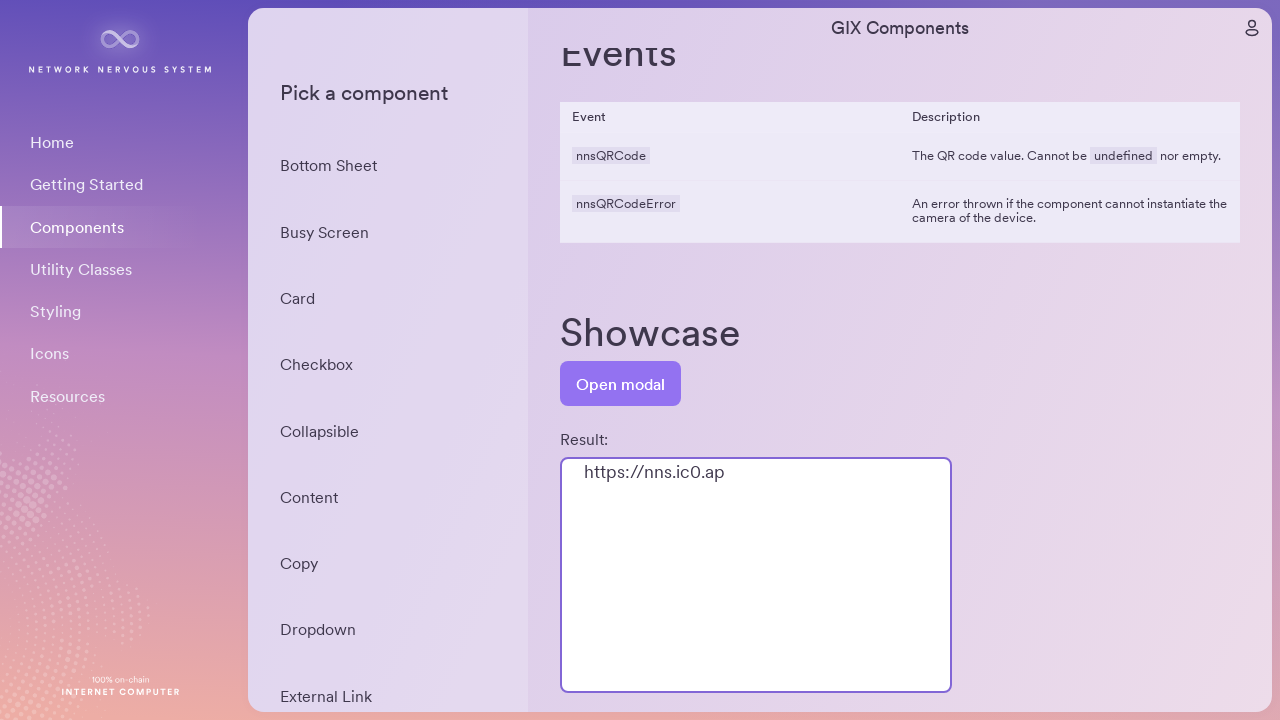 NETWORK NERVOUS SYSTEM
Home
Getting Started
Components
Utility Classes
Styling
Icons
Resources
100% on-chain
INTERNET COMPUTER
Pick a component
Bottom Sheet
Busy Screen
Card
Checkbox
Collapsible
Content
Copy
Dropdown
External Link
GIX Components
Events
Event Description
nnsQRCode The QR code value. Cannot be undefined nor empty.
nnsQRCodeError An error thrown if the component cannot instantiate the
camera of the device.
Showcase
Open modal
Result:
https://nns.ic0.ap